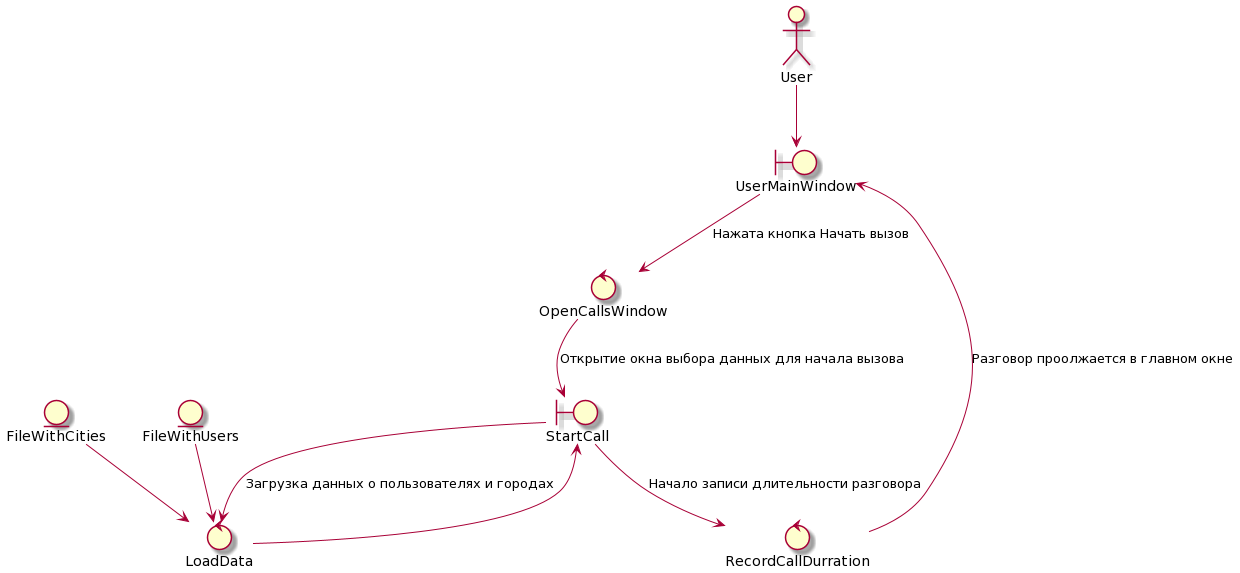 User
UserMainWindow
Нажата кнопка Начать вызов
OpenCallsWindow
Открытие окна выбора данных для начала вызова
Разговор проолжается в главном окне
FileWithCities
FileWithUsers
StartCall
Загрузка данных о пользователях и городах
Начало записи длительности разговора
LoadData
RecordCallDurration